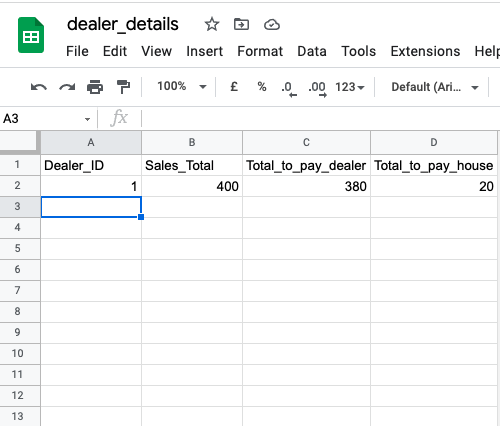 dealer_details
File Edit View Insert Format Data Tools Extensions Help
100% £ % .0 .00 123 Default (Ari...
A3 fx
A B C D
1 Dealer_ID Sales_Total Total_to_pay_dealer Total_to_pay_house
2 1 400 380 20
3
4
5
6
7
8
9
10
11
12
13